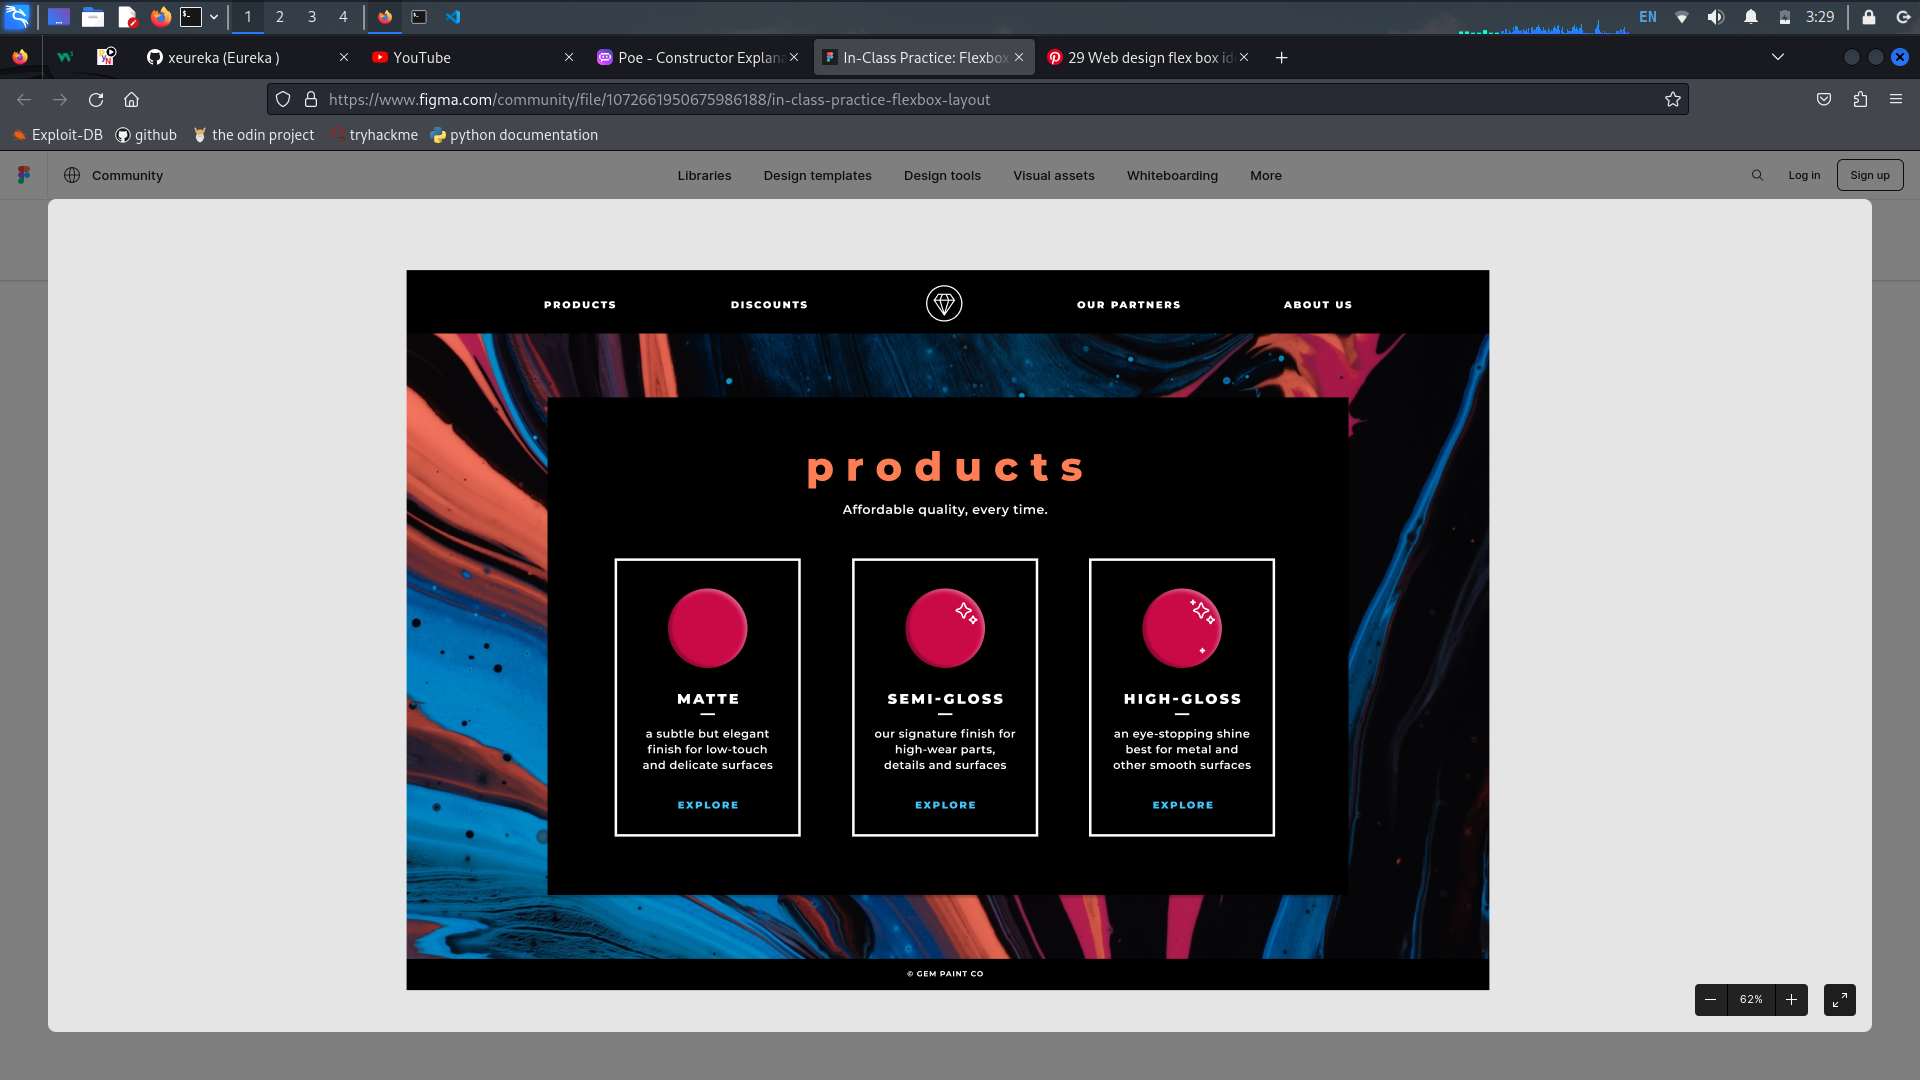 1 2 3 4
EN 3:29
xeureka (Eureka )
YouTube
Poe - Constructor Explana
In-Class Practice: Flexbox
29 Web design flex box id
https://www.figma.com/community/file/1072661950675986188/in-class-practice-flexbox-layout
Exploit-DB github the odin project tryhackme python documentation
Community
Libraries Design templates Design tools Visual assets Whiteboarding More
Log in Sign up
PRODUCTS DISCOUNTS OUR PARTNERS ABOUT US
products
Affordable quality, every time.
MATTE
a subtle but elegant
finish for low-touch
and delicate surfaces
EXPLORE
SEMI-GLOSS
our signature finish for
high-wear parts,
details and surfaces
EXPLORE
HIGH-GLOSS
an eye-stopping shine
best for metal and
other smooth surfaces
EXPLORE
© GEM PAINT CO
62%